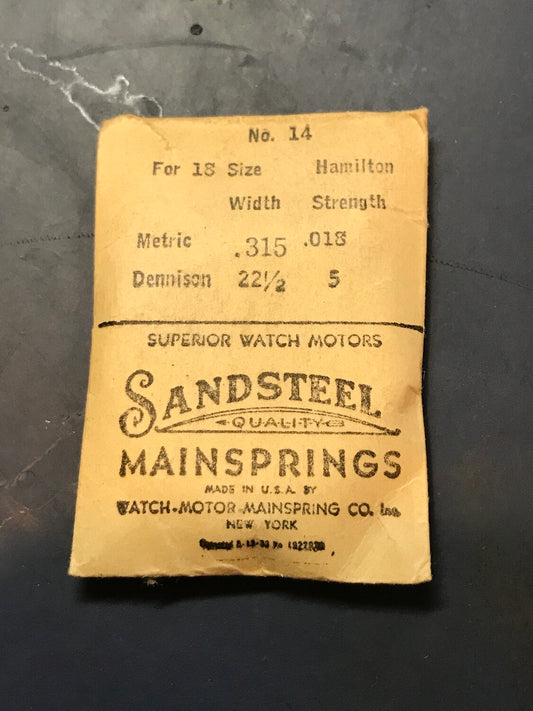 No. 14
For 18 Size Hamilton
Width Strength
Metric .315 .018
Dennison 22½ 5
SUPERIOR WATCH MOTORS
SANDSTEEL
QUALITY
MAINSPRINGS
MADE IN U.S.A. BY
WATCH-MOTOR MAINSPRING CO. Inc.
NEW YORK